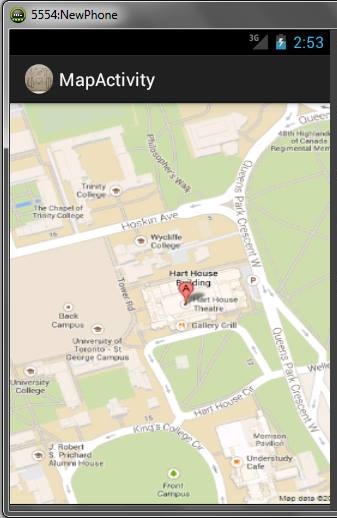 5554:NewPhone
3G 2:53
MapActivity
48th Highlan
of Canada
Regimental Mem
Philosopher's Walk
Queens Park Crescent W
Trinity
College
The Chapel of
Trinity College
Hoskin Ave
Wycliffe
College
Hart House
Building
A
P
Hart House
Theatre
Tower Rd
Back
Campus
Gallery Grill
University of
Toronto - St
George Campus
Queens Park Crescent W
Welle
University
College
Hart House Cir
King's College Cir
J. Robert
S. Prichard
Alumni House
Morrison
Pavilion
Understudy
Cafe
Front
Campus
Map data ©20